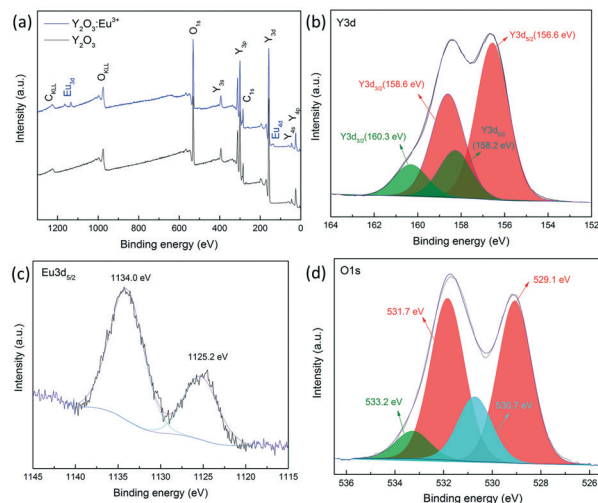 (a)
Y₂O₃:Eu³⁺
Y₂O₃
C_KLL
Eu3d
O_KLL
O1s
Y3s
Y3p
C1s
Y3d
Eu4d
Y4s
Y4p
Intensity (a.u.)
1200 1000 800 600 400 200 0
Binding energy (eV)
(b)
Y3d
Y3d₅/₂(156.6 eV)
Y3d₃/₂(158.6 eV)
Y3d₃/₂(160.3 eV)
(158.2 eV)
Intensity (a.u.)
164 162 160 158 156 154 152
Binding energy (eV)
(c)
Eu3d₅/₂
1134.0 eV
1125.2 eV
Intensity (a.u.)
1145 1140 1135 1130 1125 1120 1115
Binding energy (eV)
(d)
O1s
529.1 eV
531.7 eV
533.2 eV
530.7 eV
Intensity (a.u.)
536 534 532 530 528 526
Binding energy (eV)